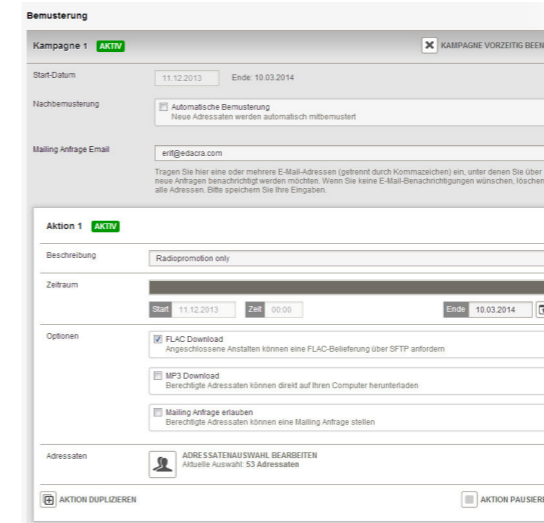 Bemusterung
Kampagne 1 AKTIV KAMPAGNE VORZEITIG BEEN
Start-Datum 11.12.2013 Ende: 10.03.2014
Nachbemusterung Automatische Bemusterung
Neue Adressaten werden automatisch mitbemustert
Mailing Anfrage Email erif@edacra.com
Tragen Sie hier eine oder mehrere E-Mail-Adressen (getrennt durch Kommazeichen) ein, unter denen Sie über
neue Anfragen benachrichtigt werden möchten. Wenn Sie keine E-Mail-Benachrichtigungen wünschen, löschen
alle Adressen. Bitte speichern Sie Ihre Eingaben.
Aktion 1 AKTIV
Beschreibung Radiopromotion only
Zeitraum
Start 11.12.2013 Zeit 00:00 Ende 10.03.2014
Optionen FLAC Download
Angeschlossene Anstalten können eine FLAC-Belieferung über SFTP anfordern
MP3 Download
Berechtigte Adressaten können direkt auf Ihren Computer herunterladen
Mailing Anfrage erlauben
Berechtigte Adressaten können eine Mailing Anfrage stellen
Adressaten ADRESSATENAUSWAHL BEARBEITEN
Aktuelle Auswahl: 53 Adressaten
AKTION DUPLIZIEREN AKTION PAUSIERE